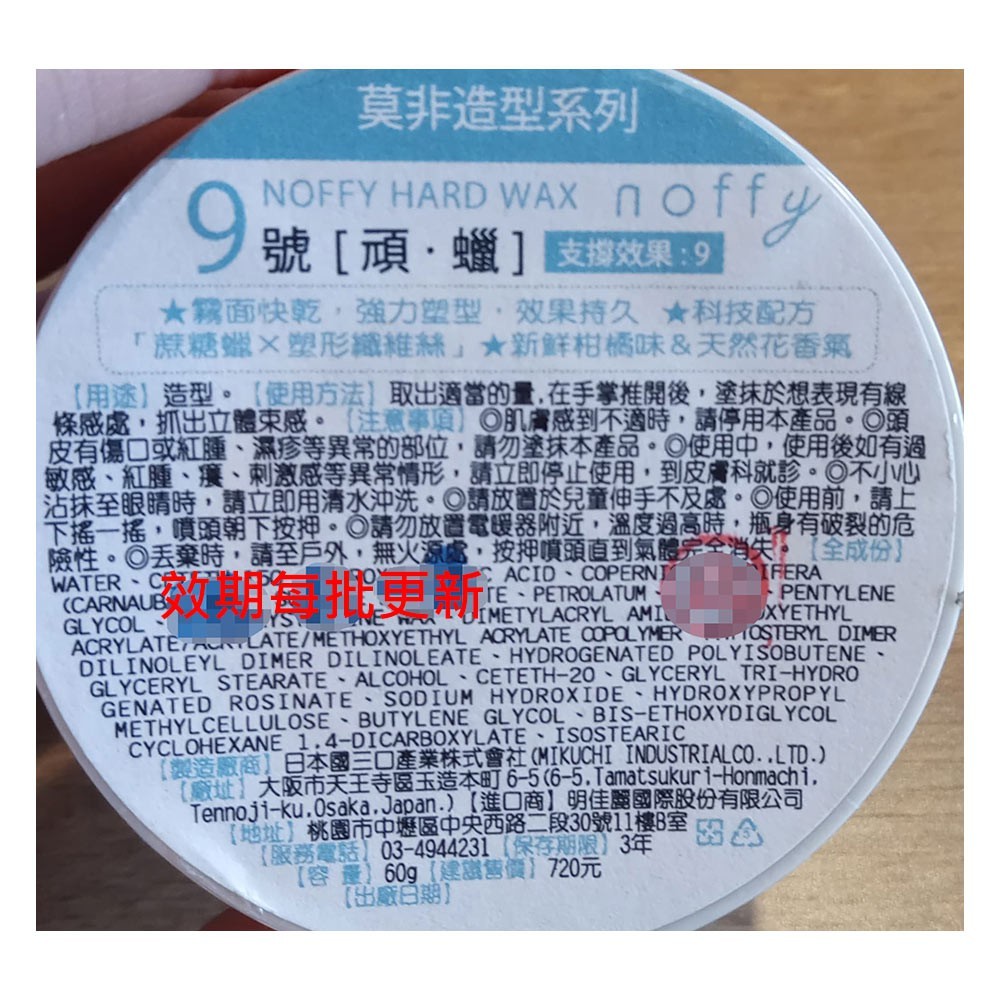 莫非造型系列
NOFFY HARD WAX noffy
9號 [頑・蠟] 支撐效果:9
★霧面快乾,強力塑型,效果持久 ★科技配方
「蔗糖蠟×塑形纖維絲」★新鮮柑橘味&天然花香氣
【用途】造型。【使用方法】取出適當的量,在手掌推開後,塗抹於想表現有線
條感處,抓出立體束感。【注意事項】◎肌膚感到不適時,請停用本產品。◎頭
皮有傷口或紅腫、濕疹等異常的部位,請勿塗抹本產品。◎使用中,使用後如有過
敏感、紅腫、癢、刺激感等異常情形,請立即停止使用,到皮膚科就診。◎不小心
沾抹至眼睛時,請立即用清水沖洗。◎請放置於兒童伸手不及處。◎使用前,請上
下搖一搖,噴頭朝下按押。◎請勿放置電暖器附近,溫度過高時,瓶身有破裂的危
險性。◎丟棄時,請至戶外,無火源處,按押噴頭直到氣體完全消失。【全成份】
WATER、 ACID、COPERNI IFERA
效期每批更新
(CARNAUB TE、PETROLATUM、 PENTYLENE
GLYCOL、 DIMETYLACRYL AMI OXYETHYL
ACRYLATE/ACRYLATE/METHOXYETHYL ACRYLATE COPOLYMER、 DIMER
DILINOLEYL DIMER DILINOLEATE、HYDROGENATED POLYISOBUTENE、
GLYCERYL STEARATE、ALCOHOL、CETETH-20、GLYCERYL TRI-HYDRO
GENATED ROSINATE、SODIUM HYDROXIDE、HYDROXYPROPYL
METHYLCELLULOSE、BUTYLENE GLYCOL、BIS-ETHOXYDIGLYCOL
CYCLOHEXANE 1,4-DICARBOXYLATE、ISOSTEARIC
【製造廠商】日本國三口產業株式會社(MIKUCHI INDUSTRIALCO.,LTD.)
【廠址】大阪市天王寺區玉造本町6-5(6-5,Tamatsukuri-Honmachi,
Tennoji-ku,Osaka,Japan.)【進口商】明佳麗國際股份有限公司
【地址】桃園市中壢區中央西路二段30號11樓B室
【服務電話】03-4944231【保存期限】3年
【容 量】60g【建議售價】720元
【出廠日期】